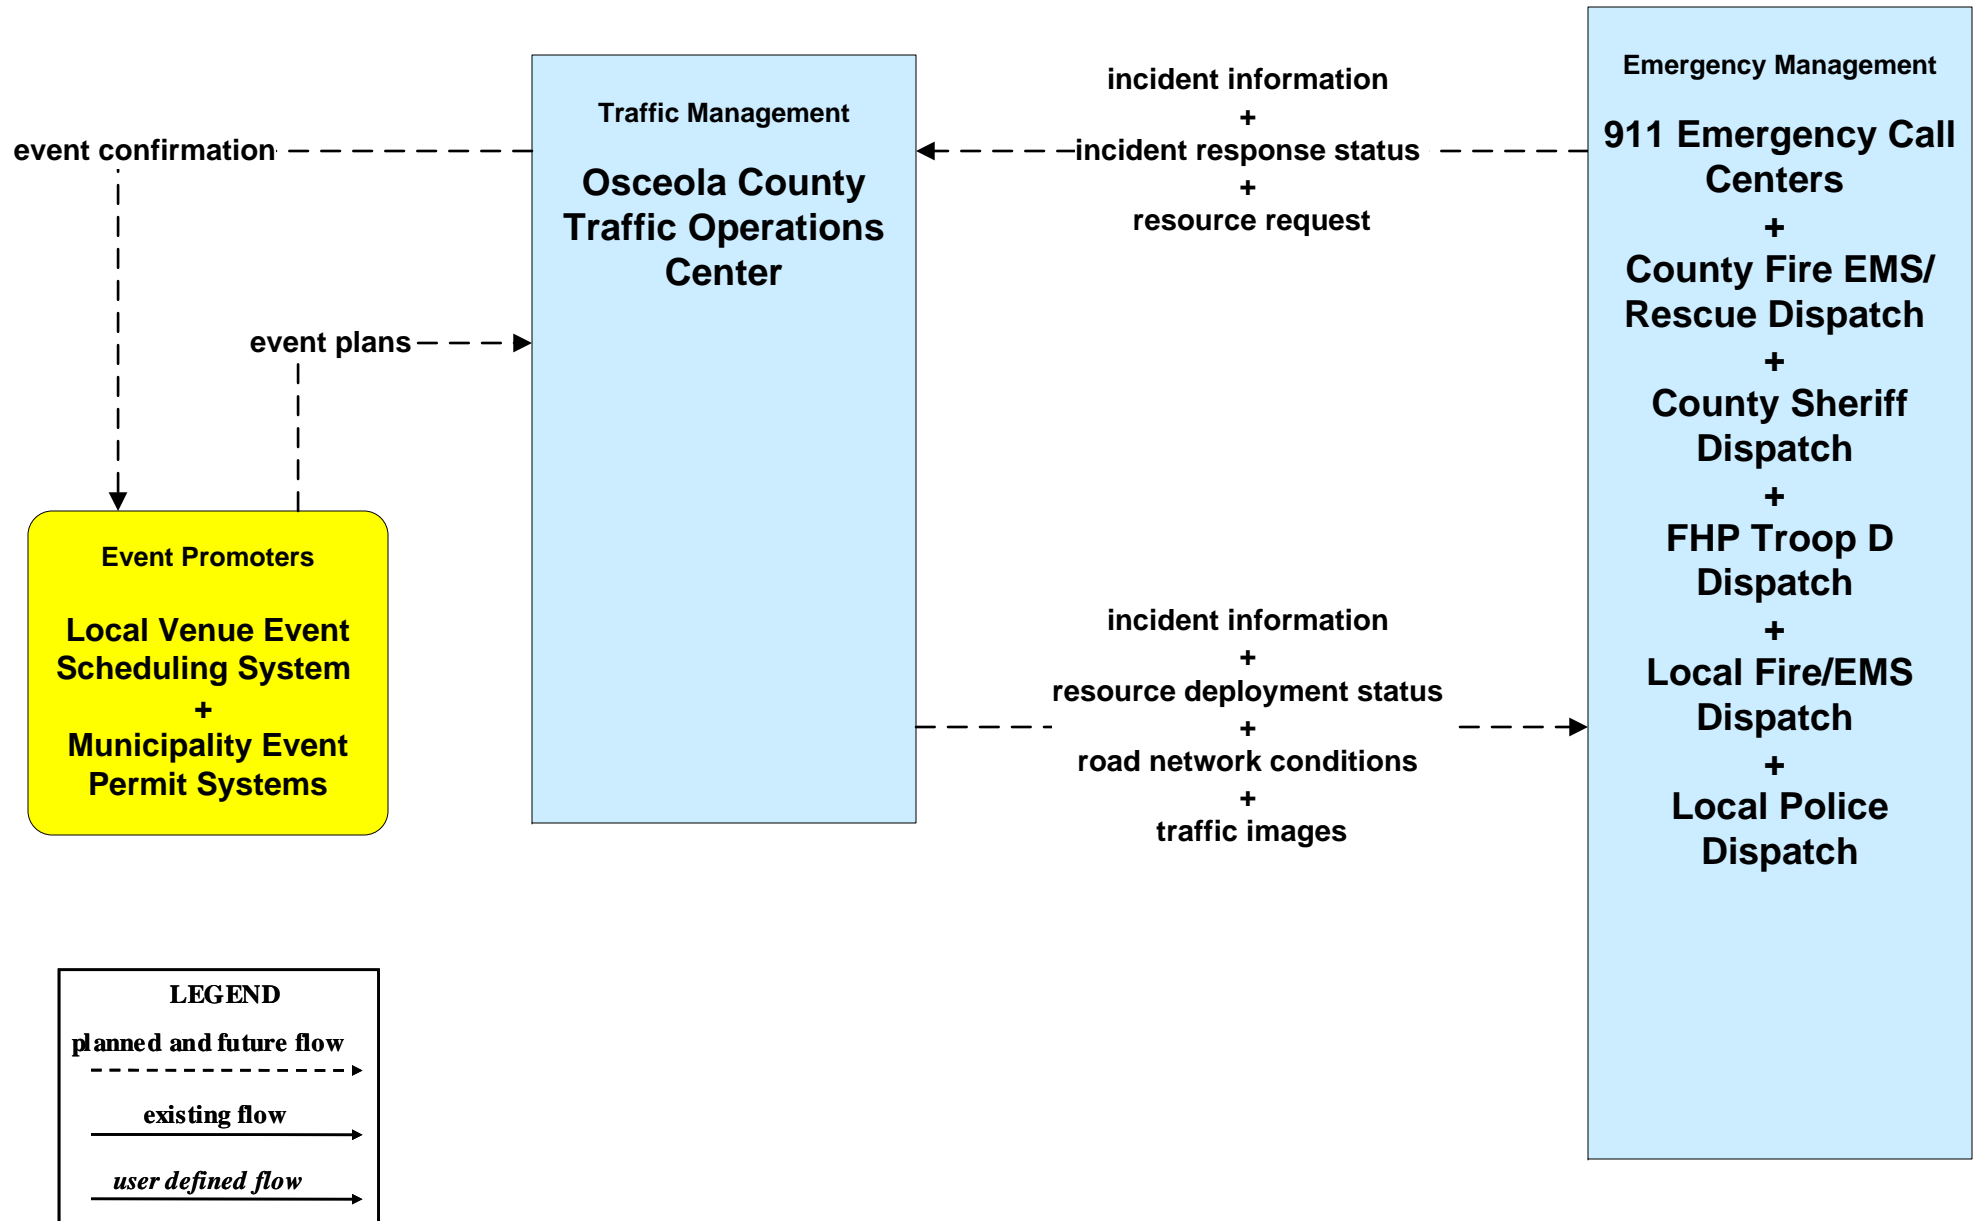 event confirmation
event plans
Event Promoters
Local Venue Event
Scheduling System
+
Municipality Event
Permit Systems
Traffic Management
Osceola County
Traffic Operations
Center
incident information
+
incident response status
+
resource request
incident information
+
resource deployment status
+
road network conditions
+
traffic images
Emergency Management
911 Emergency Call
Centers
+
County Fire EMS/
Rescue Dispatch
+
County Sheriff
Dispatch
+
FHP Troop D
Dispatch
+
Local Fire/EMS
Dispatch
+
Local Police
Dispatch
LEGEND
planned and future flow
existing flow
user defined flow